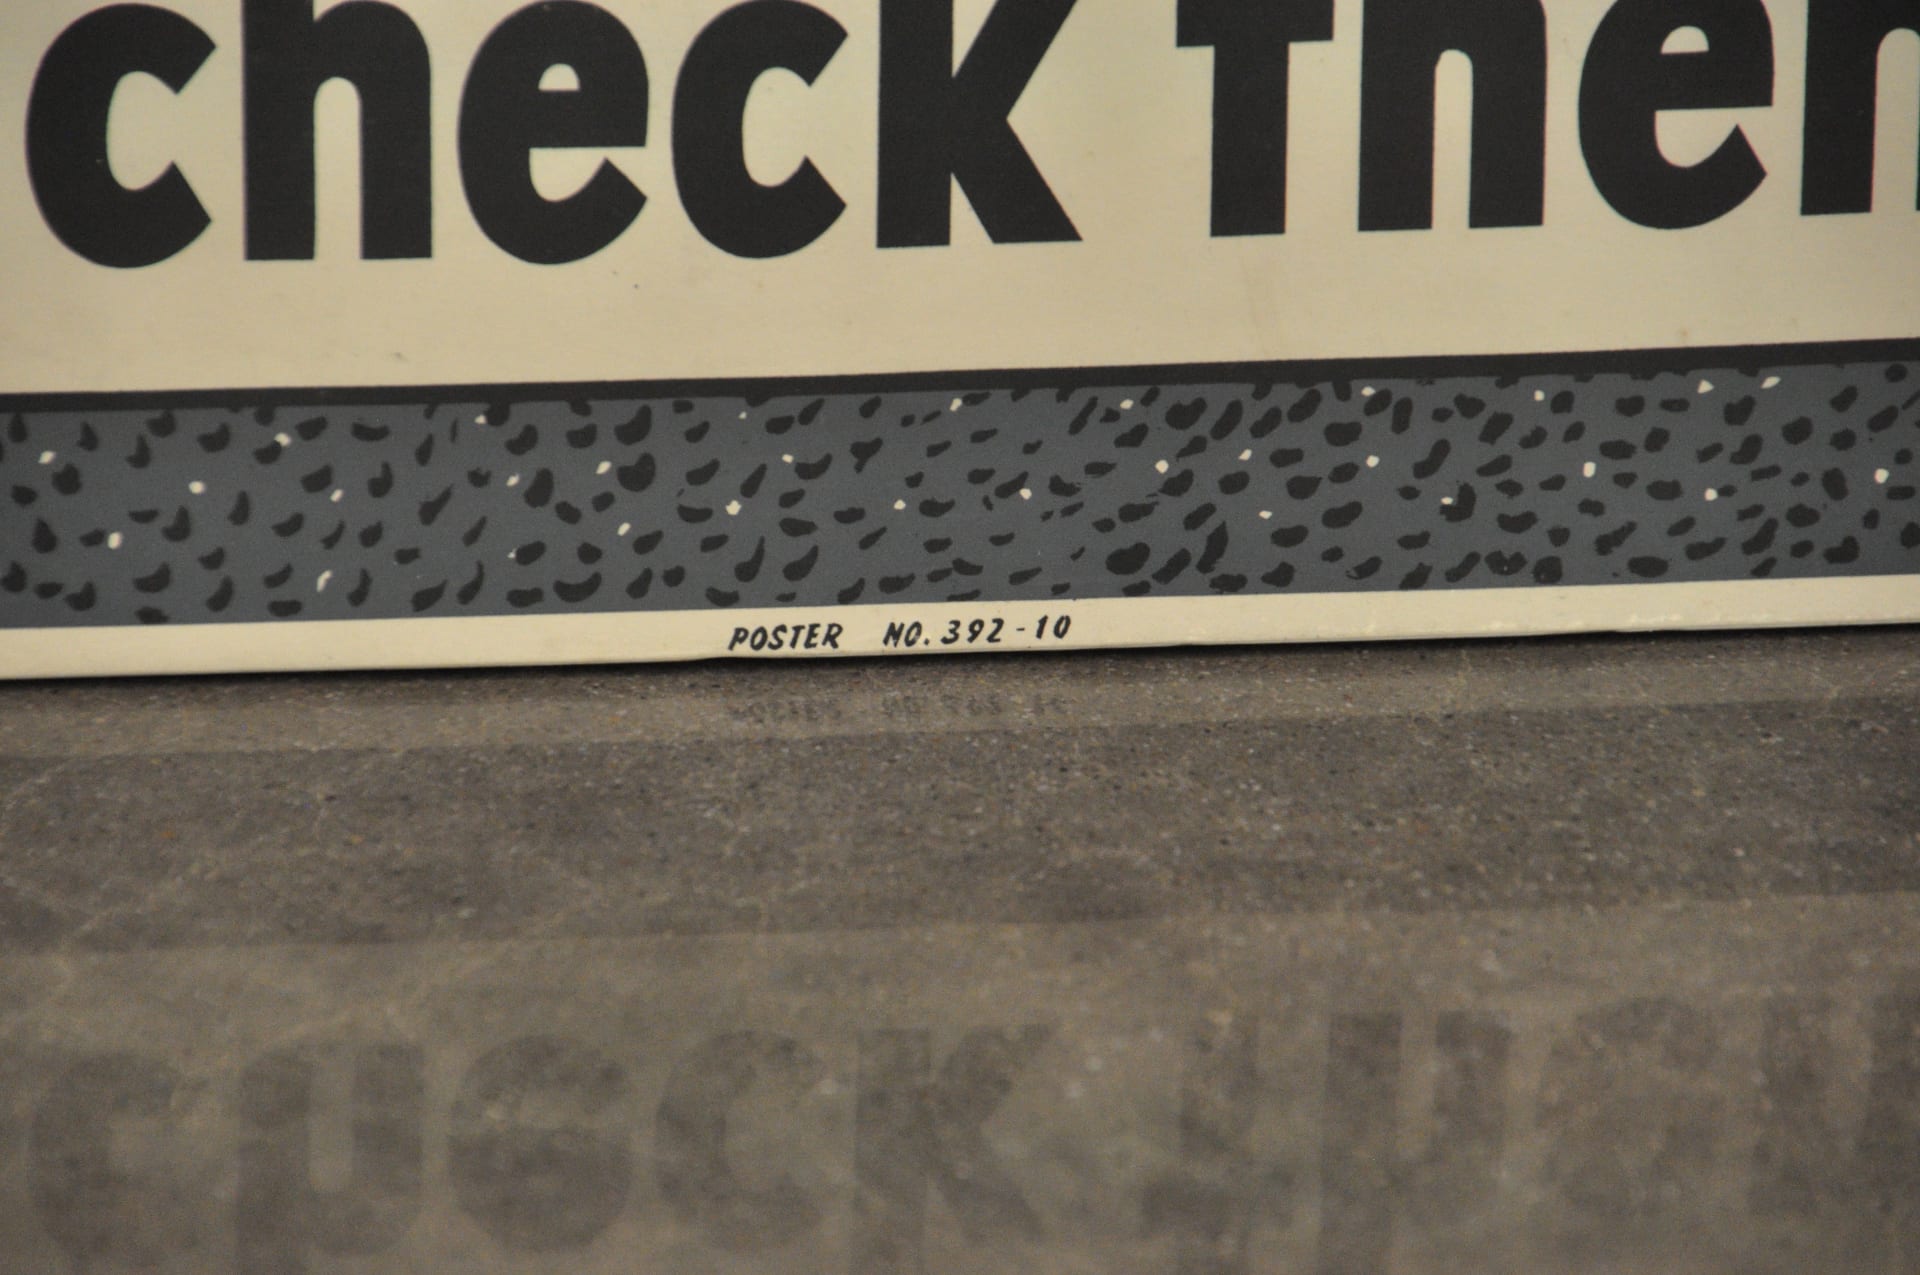 check them
POSTER NO. 392-10